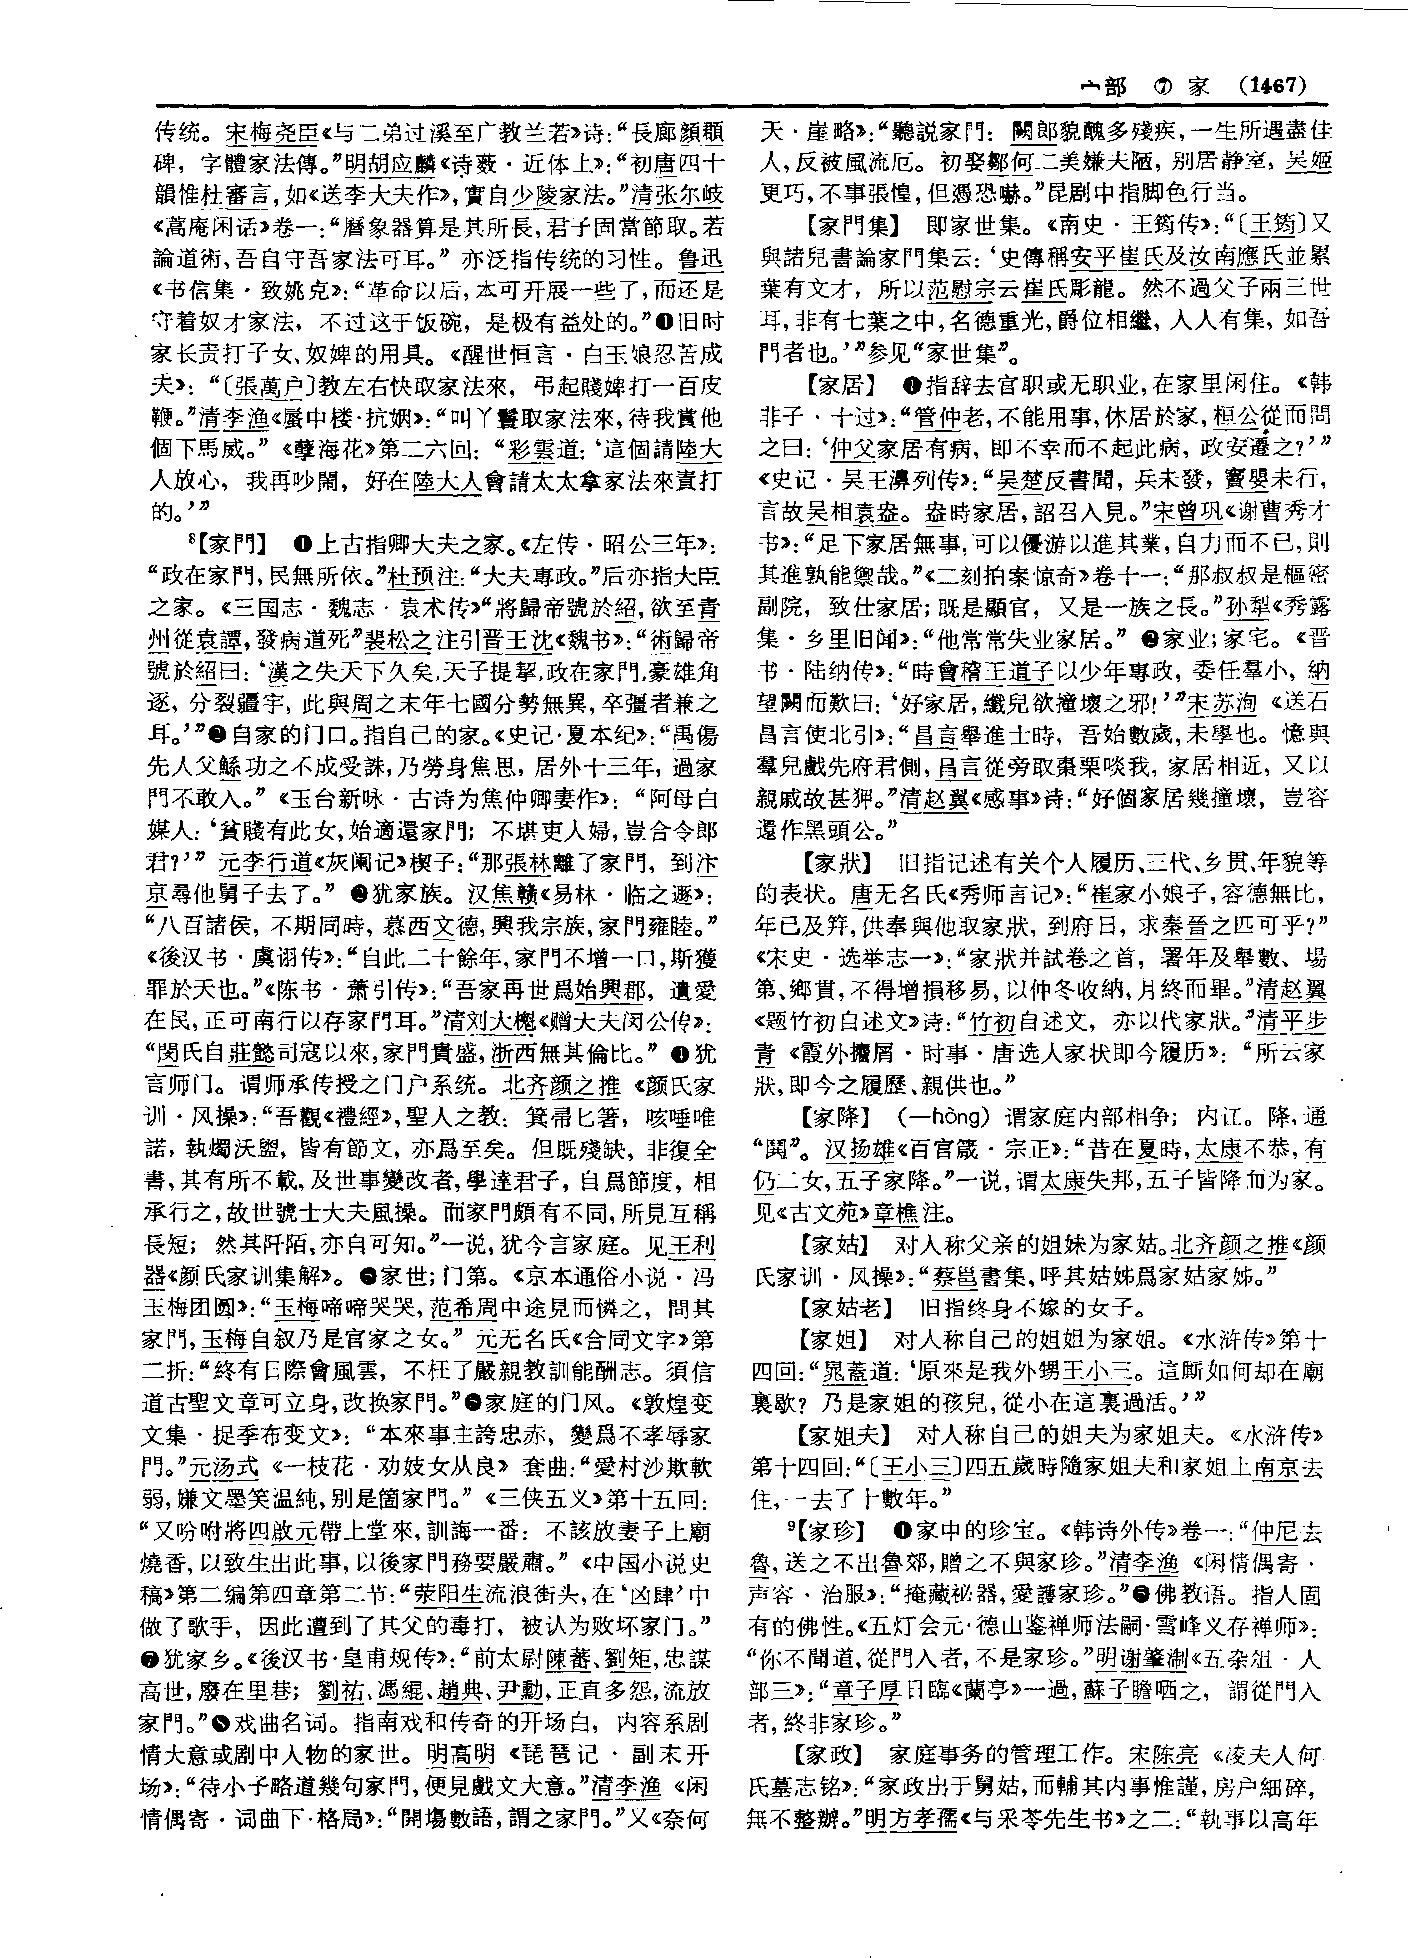 宀部 ⑦ 家 (1467)
传统。宋梅尧臣《与二弟过溪至广教兰若》诗:“長廊顔顯
碑, 字體家法傳。”明胡应麟《诗薮·近体上》:“初唐四十
韻惟杜審言,如《送李大夫作》,實自少陵家法。”清张尔岐
《蒿庵闲话》卷一:“曆象器算是其所長,君子固當節取。若
論道術、吾自守吾家法可耳。” 亦泛指传统的习性。鲁迅
《书信集·致姚克》:“革命以后,本可开展一些了,而还是
守着奴才家法, 不过这于饭碗, 是极有益处的。”❹旧时
家长责打子女、奴婢的用具。《醒世恒言·白玉娘忍苦成
夫》: “〔張萬户〕教左右快取家法來, 弔起賤婢打一百皮
鞭。”清李渔《蜃中楼·抗姻》:“叫丫鬟取家法來,待我賞他
個下馬威。” 《孽海花》第二六回: “彩雲道: ‘這個請陸大
人放心, 我再吵鬧, 好在陸大人會請太太拿家法來責打
的。’”
⁸【家門】 ❶上古指卿大夫之家。《左传·昭公三年》:
“政在家門,民無所依。”杜预注:“大夫專政。”后亦指大臣
之家。《三国志·魏志·袁术传》“將歸帝號於紹,欲至青
州從袁譚,發病道死”裴松之注引晋王沈《魏书》:“術歸帝
號於紹曰: ‘漢之失天下久矣,天子提挈,政在家門,豪雄角
逐, 分裂疆宇, 此與周之末年七國分勢無異, 卒彊者兼之
耳。’”❷自家的门口。指自己的家。《史记·夏本纪》:“禹傷
先人父鯀功之不成受誅,乃勞身焦思, 居外十三年, 過家
門不敢入。” 《玉台新咏·古诗为焦仲卿妻作》: “阿母白
媒人: ‘貧賤有此女,始適還家門; 不堪吏人婦,豈合令郎
君?’” 元李行道《灰阑记》楔子:“那張林離了家門, 到汴
京尋他舅子去了。” ❸犹家族。汉焦赣《易林·临之遯》:
“八百諸侯, 不期同時, 慕西文德,興我宗族,家門雍睦。”
《後汉书·虞诩传》:“自此二十餘年,家門不增一口,斯獲
罪於天也。”《陈书·萧引传》:“吾家再世爲始興郡, 遺愛
在民,正可南行以存家門耳。”清刘大櫆《赠大夫闵公传》:
“閔氏自莊懿司寇以來,家門貴盛,浙西無其倫比。” ❹犹
言师门。谓师承传授之门户系统。北齐颜之推 《颜氏家
训·风操》:“吾觀《禮經》,聖人之教: 箕帚匕箸, 咳唾唯
諾, 執燭沃盥, 皆有節文, 亦爲至矣。但既殘缺, 非復全
書,其有所不載,及世事變改者,學達君子, 自爲節度, 相
承行之,故世號士大夫風操。而家門頗有不同,所見互稱
長短; 然其阡陌,亦自可知。”一说,犹今言家庭。见王利
器《颜氏家训集解》。❺家世;门第。《京本通俗小说·冯
玉梅团圆》:“玉梅啼啼哭哭,范希周中途見而憐之, 問其
家門,玉梅自叙乃是官家之女。” 元无名氏《合同文字》第
二折:“終有日際會風雲, 不枉了嚴親教訓能酬志。須信
道古聖文章可立身,改换家門。”❻家庭的门风。《敦煌变
文集·捉季布变文》: “本來事主誇忠赤, 變爲不孝辱家
門。”元汤式 《一枝花·劝妓女从良》 套曲:“愛村沙欺軟
弱,嫌文墨笑温純,别是箇家門。” 《三侠五义》第十五回:
“又吩咐將四啟元帶上堂來,訓誨一番: 不該放妻子上廟
燒香,以致生出此事,以後家門務要嚴肅。” 《中国小说史
稿》第二编第四章第二节:“荥阳生流浪街头,在‘凶肆’中
做了歌手, 因此遭到了其父的毒打, 被认为败坏家门。”
❼犹家乡。《後汉书·皇甫规传》:“前太尉陳蕃、劉矩,忠謀
高世,廢在里巷; 劉祐、馮緄、趙典、尹勳,正直多怨,流放
家門。”❽戏曲名词。指南戏和传奇的开场白, 内容系剧
情大意或剧中人物的家世。明高明 《琵琶记·副末开
场》:“待小子略道幾句家門,便見戲文大意。”清李渔 《闲
情偶寄·词曲下·格局》:“開場數語,謂之家門。”又《奈何
天·崖略》:“聽説家門: 闕郎貌醜多殘疾,一生所遇盡佳
人,反被風流厄。初娶鄒何二美嫌夫陋, 别居静室, 吴姬
更巧,不事張惶,但憑恐嚇。”昆剧中指脚色行当。
【家門集】 即家世集。《南史·王筠传》:“〔王筠〕又
與諸兒書論家門集云: ‘史傳稱安平崔氏及汝南應氏並累
葉有文才, 所以范蔚宗云崔氏彫龍。然不過父子兩三世
耳,非有七葉之中,名德重光,爵位相繼, 人人有集, 如吾
門者也。’”参见“家世集”。
【家居】 ❶指辞去官职或无职业,在家里闲住。《韩
非子·十过》:“管仲老,不能用事,休居於家,桓公從而問
之曰: ‘仲父家居有病, 即不幸而不起此病, 政安遷之?’”
《史记·吴王濞列传》:“吴楚反書聞, 兵未發, 竇嬰未行,
言故吴相袁盎。盎時家居,詔召入見。”宋曾巩《谢曹秀才
书》:“足下家居無事,可以優游以進其業,自力而不已,則
其進孰能禦哉。”《二刻拍案惊奇》卷十一:“那叔叔是樞密
副院, 致仕家居;既是顯官, 又是一族之長。”孙犁《秀露
集·乡里旧闻》:“他常常失业家居。” ❷家业;家宅。《晋
书·陆纳传》:“時會稽王道子以少年專政, 委任羣小, 納
望闕而歎曰: ‘好家居,纖兒欲撞壞之邪!’”宋苏洵 《送石
昌言使北引》:“昌言舉進士時, 吾始數歲,未學也。憶與
羣兒戲先府君側,昌言從旁取棗栗啖我, 家居相近, 又以
親戚故甚狎。”清赵翼《感事》诗:“好個家居幾撞壞, 豈容
還作黑頭公。”
【家狀】 旧指记述有关个人履历、三代、乡贯、年貌等
的表状。唐无名氏《秀师言记》:“崔家小娘子,容德無比,
年已及笄,供奉與他取家狀, 到府日, 求秦晉之匹可乎?”
《宋史·选举志一》:“家狀并試卷之首, 署年及舉數、場
第、鄉貫,不得增損移易,以仲冬收納,月終而畢。”清赵翼
《题竹初自述文》诗:“竹初自述文, 亦以代家狀。”清平步
青 《霞外攟屑·时事·唐选人家状即今履历》: “所云家
狀,即今之履歷、親供也。”
【家降】 (一hòng) 谓家庭内部相争; 内讧。降,通
“鬨”。汉扬雄《百官箴·宗正》:“昔在夏時,太康不恭,有
仍二女,五子家降。”一说,谓太康失邦,五子皆降而为家。
见《古文苑》章樵注。
【家姑】 对人称父亲的姐妹为家姑。北齐颜之推《颜
氏家训·风操》:“蔡邕書集,呼其姑姊爲家姑家姊。”
【家姑老】 旧指终身不嫁的女子。
【家姐】 对人称自己的姐姐为家姐。《水浒传》第十
四回:“晁蓋道: ‘原來是我外甥王小三。這厮如何却在廟
裏歇? 乃是家姐的孩兒,從小在這裏過活。’”
【家姐夫】 对人称自己的姐夫为家姐夫。《水浒传》
第十四回:“〔王小三〕四五歲時隨家姐夫和家姐上南京去
住,一去了十數年。”
⁹【家珍】 ❶家中的珍宝。《韩诗外传》卷一:“仲尼去
魯,送之不出魯郊,贈之不與家珍。”清李渔 《闲情偶寄·
声容·治服》:“掩藏祕器,愛護家珍。”❷佛教语。指人固
有的佛性。《五灯会元·德山鉴禅师法嗣·雪峰义存禅师》:
“你不聞道,從門入者,不是家珍。”明谢肇淛《五杂俎·人
部三》:“章子厚日臨《蘭亭》一過,蘇子瞻哂之, 謂從門入
者,終非家珍。”
【家政】 家庭事务的管理工作。宋陈亮 《凌夫人何
氏墓志铭》:“家政出于舅姑,而輔其内事惟謹,房户細碎,
無不整辦。”明方孝孺《与采苓先生书》之二:“執事以高年